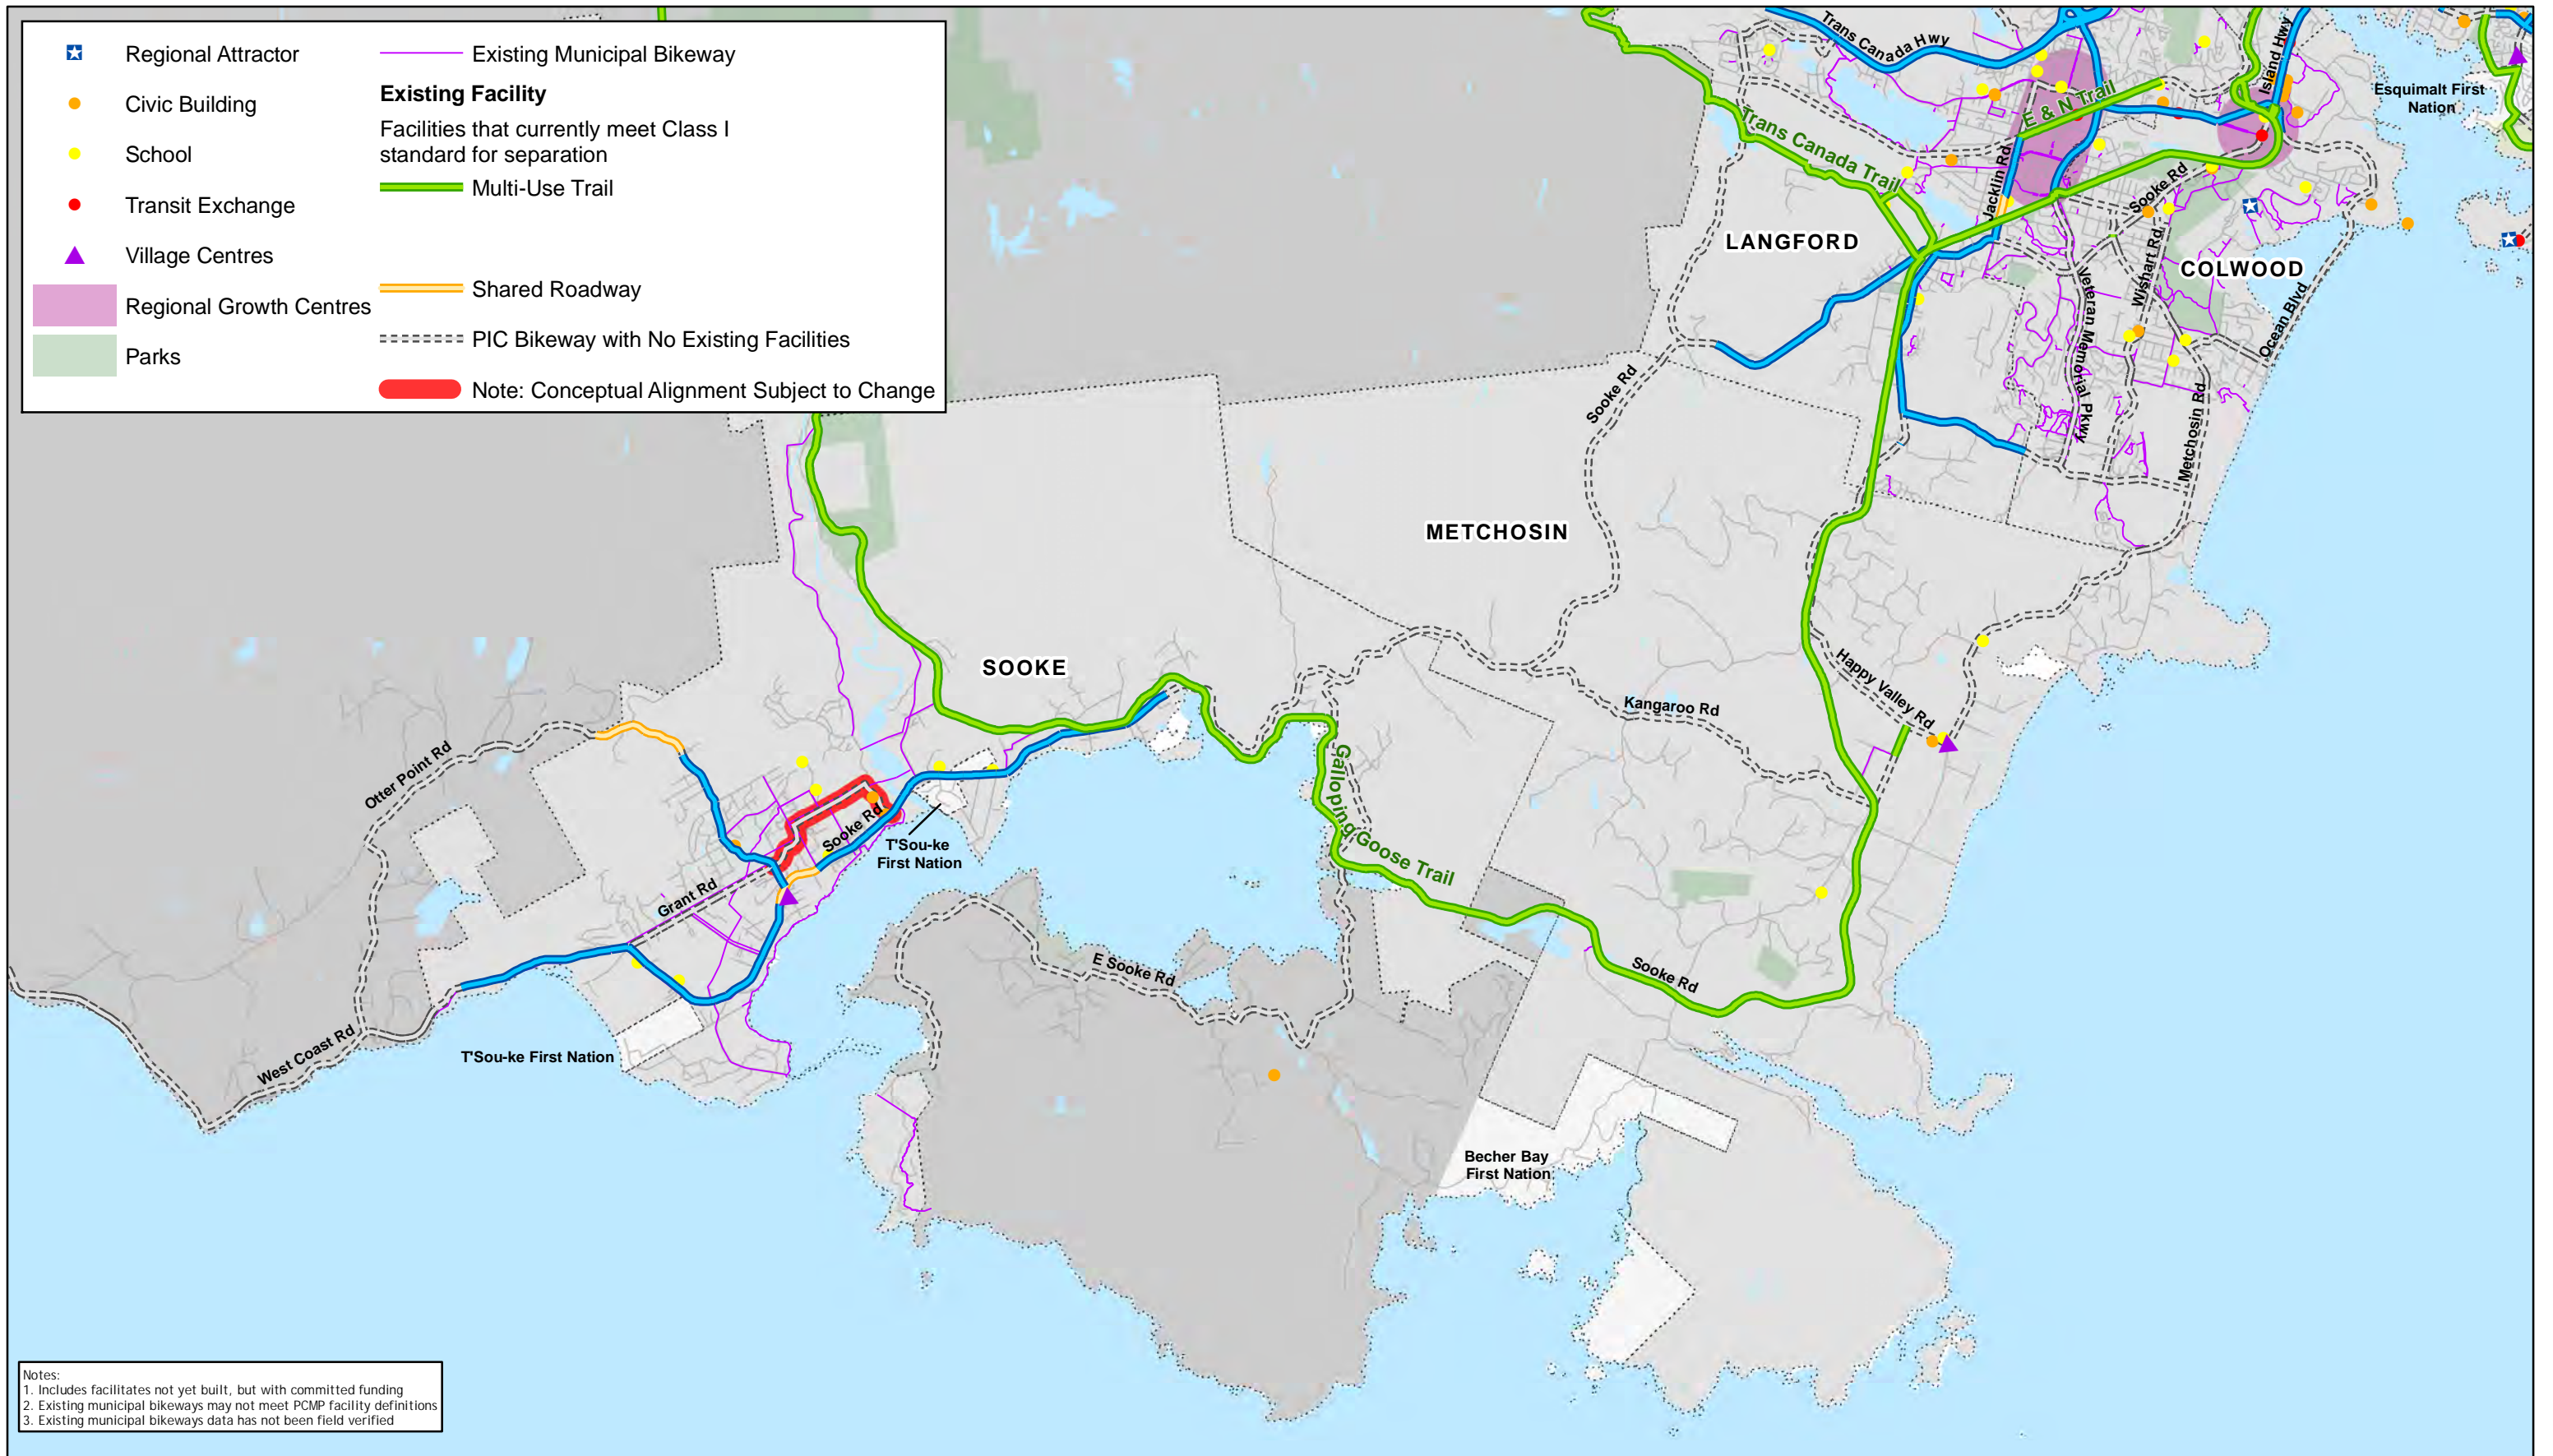 Regional Attractor
Civic Building
School
Transit Exchange
Village Centres
Regional Growth Centres
Parks
Existing Municipal Bikeway
Existing Facility
Facilities that currently meet Class I
standard for separation
Multi-Use Trail
Shared Roadway
PIC Bikeway with No Existing Facilities
Note: Conceptual Alignment Subject to Change
Trans Canada Hwy
Island Hwy
Esquimalt First
Nation
E & N Trail
Trans Canada Trail
Jacklin Rd
Sooke Rd
LANGFORD
Wishart Rd
COLWOOD
Veteran Memorial Pkwy
Ocean Blvd
Sooke Rd
Metchosin Rd
METCHOSIN
SOOKE
Happy Valley Rd
Kangaroo Rd
Otter Point Rd
Galloping Goose Trail
Sooke Rd
T'Sou-ke
First Nation
Grant Rd
E Sooke Rd
Sooke Rd
West Coast Rd
T'Sou-ke First Nation
Becher Bay
First Nation
Notes:
1. Includes facilitates not yet built, but with committed funding
2. Existing municipal bikeways may not meet PCMP facility definitions
3. Existing municipal bikeways data has not been field verified